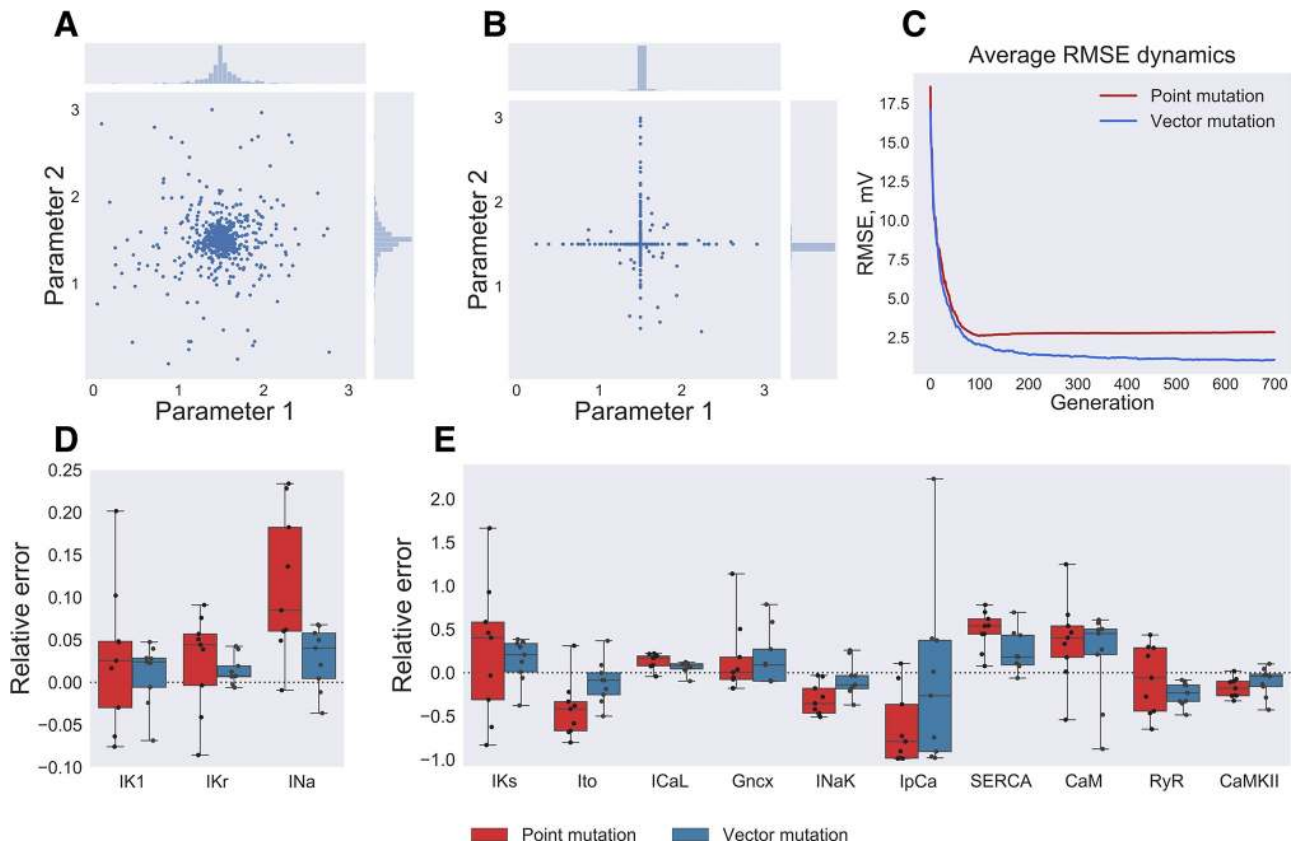 A
B
C
Average RMSE dynamics
Parameter 2
3
2
1
0
1
2
3
Parameter 1
Parameter 2
3
2
1
0
1
2
3
Parameter 1
RMSE, mV
17.5
15.0
12.5
10.0
7.5
5.0
2.5
Point mutation
Vector mutation
0
100
200
300
400
500
600
700
Generation
D
Relative error
0.25
0.20
0.15
0.10
0.05
0.00
−0.05
−0.10
IK1
IKr
INa
E
Relative error
2.0
1.5
1.0
0.5
0.0
−0.5
−1.0
IKs
Ito
ICaL
Gncx
INaK
IpCa
SERCA
CaM
RyR
CaMKII
Point mutation
Vector mutation